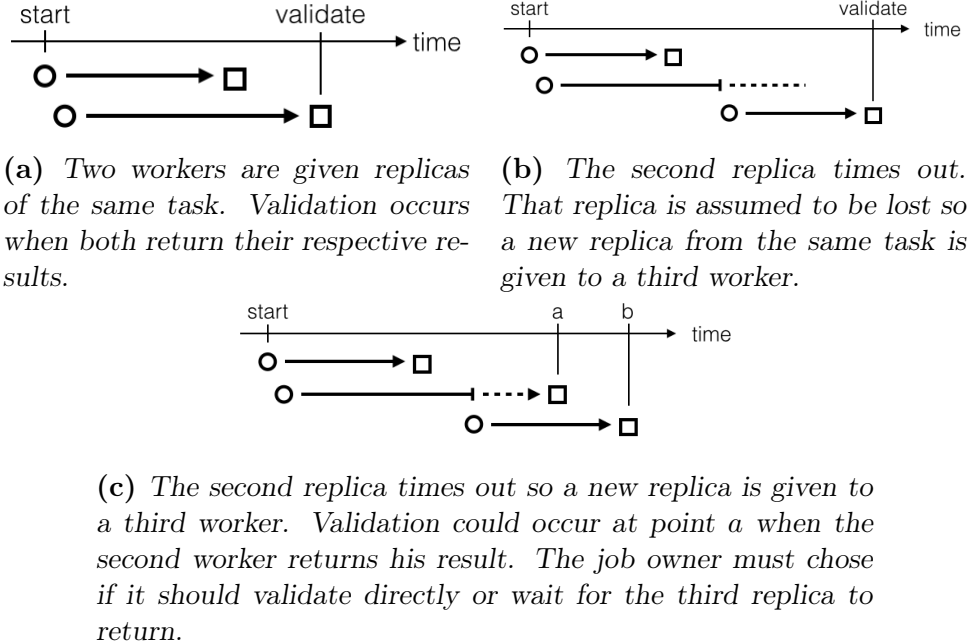 start validate
time
(a) Two workers are given replicas
of the same task. Validation occurs
when both return their respective re-
sults.
start validate
time
(b) The second replica times out.
That replica is assumed to be lost so
a new replica from the same task is
given to a third worker.
start a b
time
(c) The second replica times out so a new replica is given to
a third worker. Validation could occur at point a when the
second worker returns his result. The job owner must chose
if it should validate directly or wait for the third replica to
return.